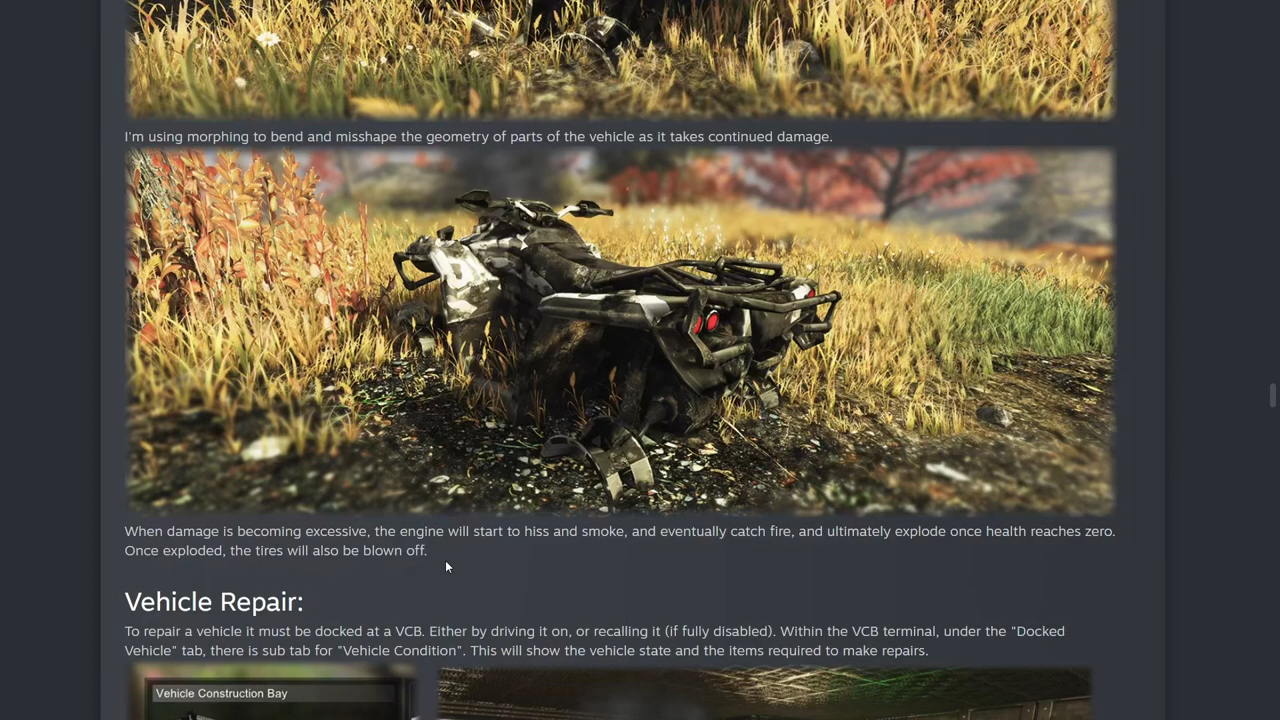 I'm using morphing to bend and misshape the geometry of parts of the vehicle as it takes continued damage.
When damage is becoming excessive, the engine will start to hiss and smoke, and eventually catch fire, and ultimately explode once health reaches zero.
Once exploded, the tires will also be blown off.
Vehicle Repair:
To repair a vehicle it must be docked at a VCB. Either by driving it on, or recalling it (if fully disabled). Within the VCB terminal, under the "Docked
Vehicle" tab, there is sub tab for "Vehicle Condition". This will show the vehicle state and the items required to make repairs.
Vehicle Construction Bay